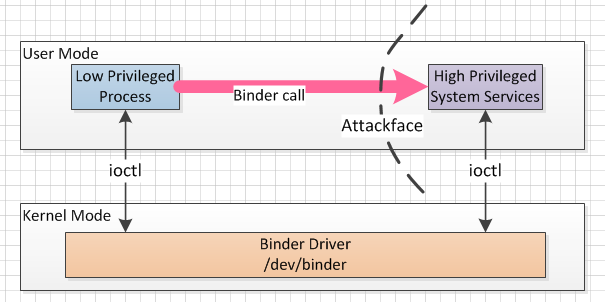 User Mode
Low Privileged
Process
Binder call
High Privileged
System Services
Attackface
ioctl
ioctl
Kernel Mode
Binder Driver
/dev/binder